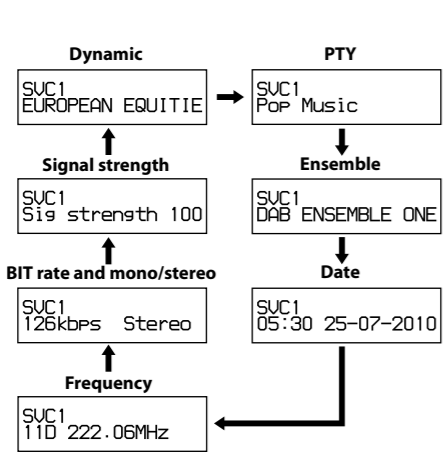 Dynamic
SVC1
EUROPEAN EQUITIE
PTY
SVC1
Pop Music
Ensemble
SVC1
DAB ENSEMBLE ONE
Date
SVC1
05:30 25-07-2010
Frequency
SVC1
11D 222.06MHz
BIT rate and mono/stereo
SVC1
126kbps Stereo
Signal strength
SVC1
Sig strength 100